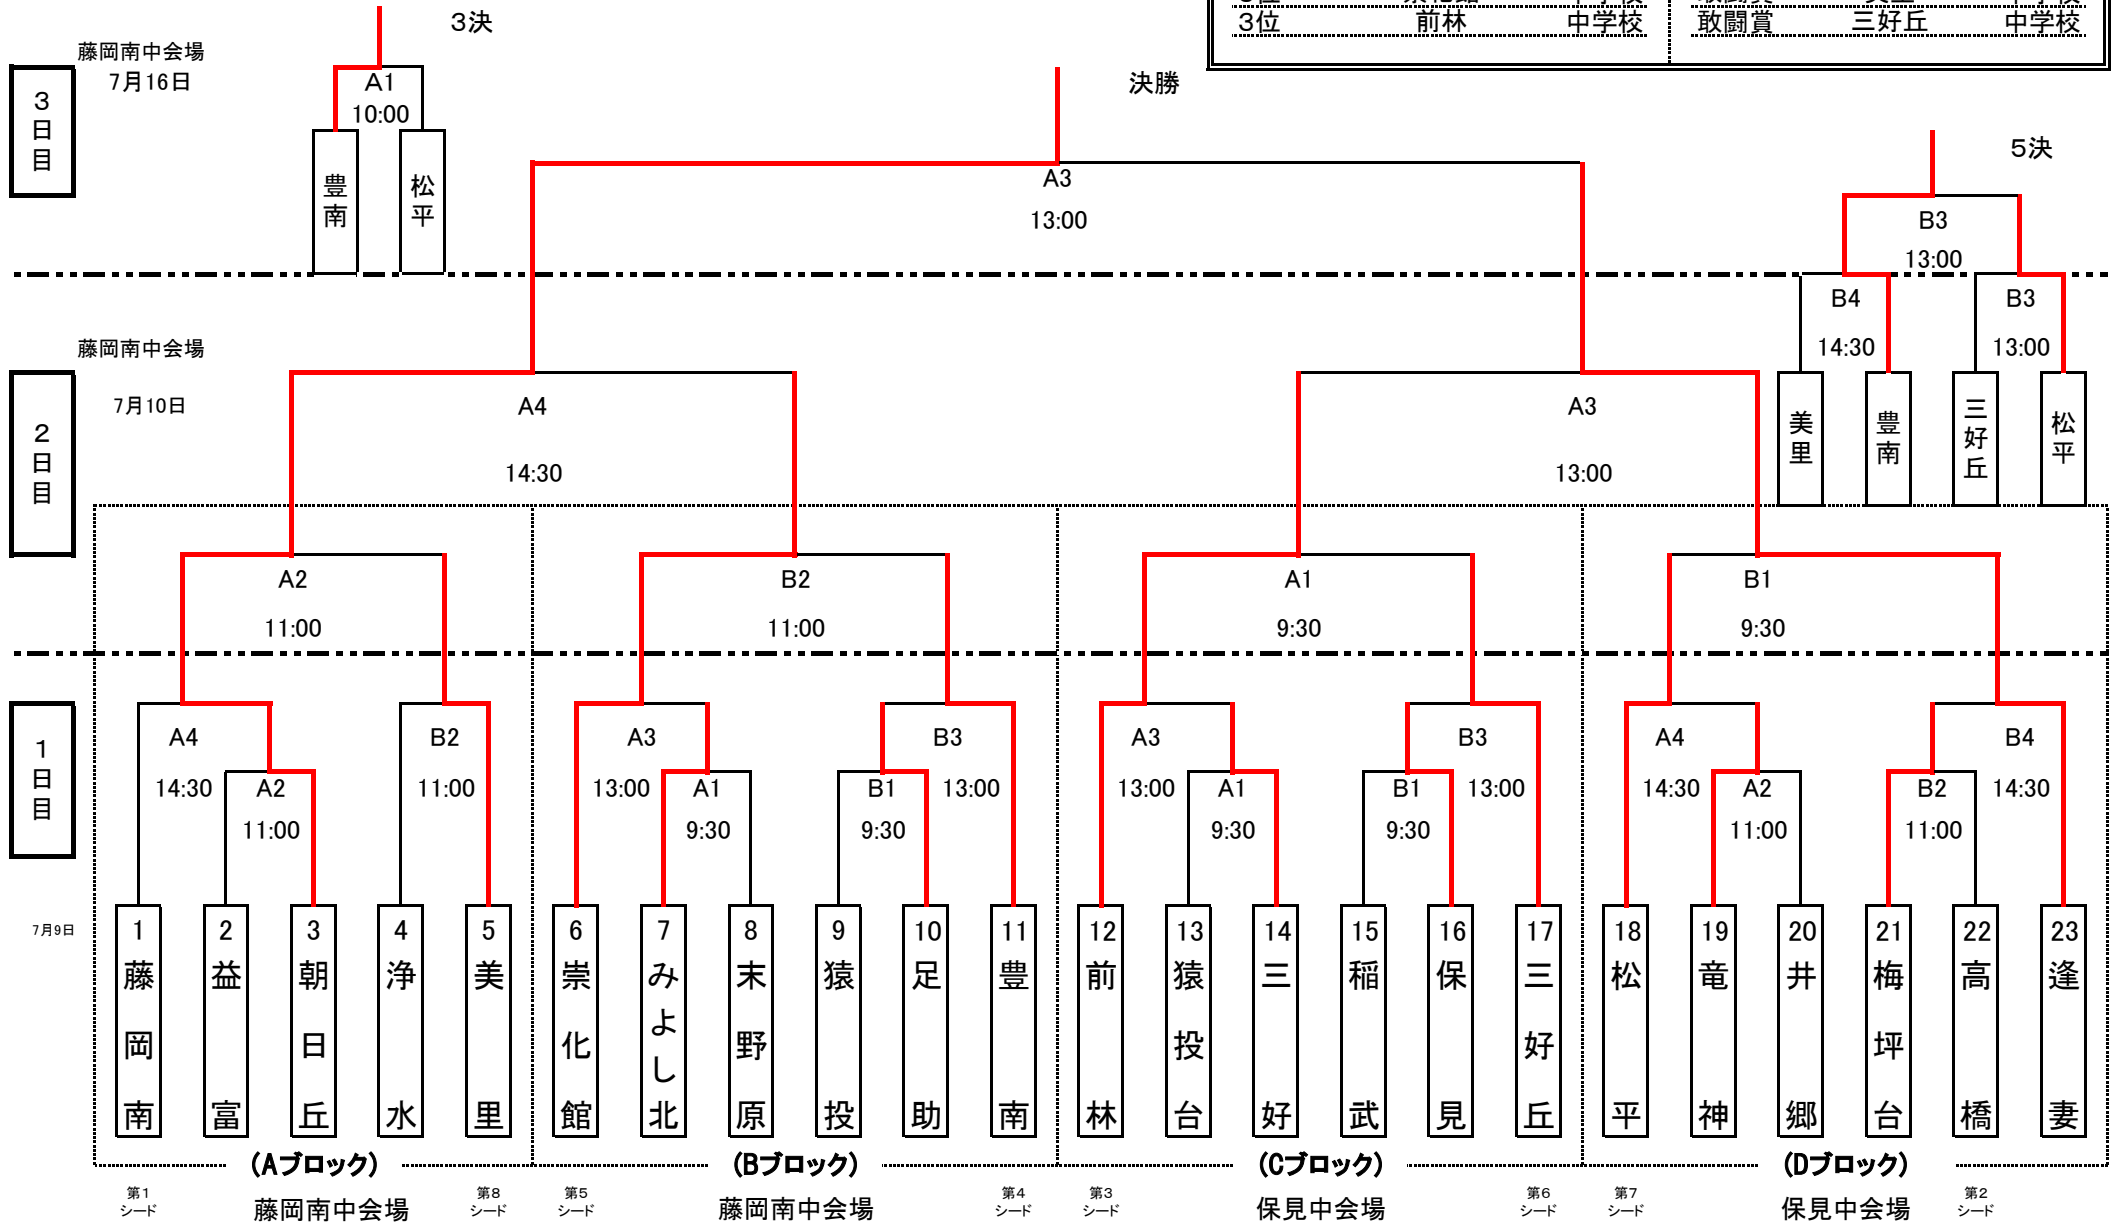 3位 前林 中学校 敢闘賞 三好丘 中学校
3決
藤岡南中会場
7月16日
A1
10:00
決勝
3日目
5決
豊南
松平
A3
13:00
B3
13:00
B4
14:30
B3
13:00
藤岡南中会場
7月10日
2日目
A4
14:30
A3
13:00
美里
豊南
三好丘
松平
A2
11:00
B2
11:00
A1
9:30
B1
9:30
1日目
A4
14:30
A2
11:00
B2
11:00
A3
13:00
A1
9:30
B1
9:30
B3
13:00
A3
13:00
A1
9:30
B1
9:30
B3
13:00
A4
14:30
A2
11:00
B2
11:00
B4
14:30
7月9日
1 藤岡南
2 益富
3 朝日丘
4 浄水
5 美里
6 崇化館
7 みよし北
8 末野原
9 猿投
10 足助
11 豊南
12 前林
13 猿投台
14 三好
15 稲武
16 保見
17 三好丘
18 松平
19 竜神
20 井郷
21 梅坪台
22 高橋
23 逢妻
(Aブロック)
(Bブロック)
(Cブロック)
(Dブロック)
第1シード
藤岡南中会場
第8シード
第5シード
藤岡南中会場
第4シード
第3シード
保見中会場
第6シード
第7シード
保見中会場
第2シード